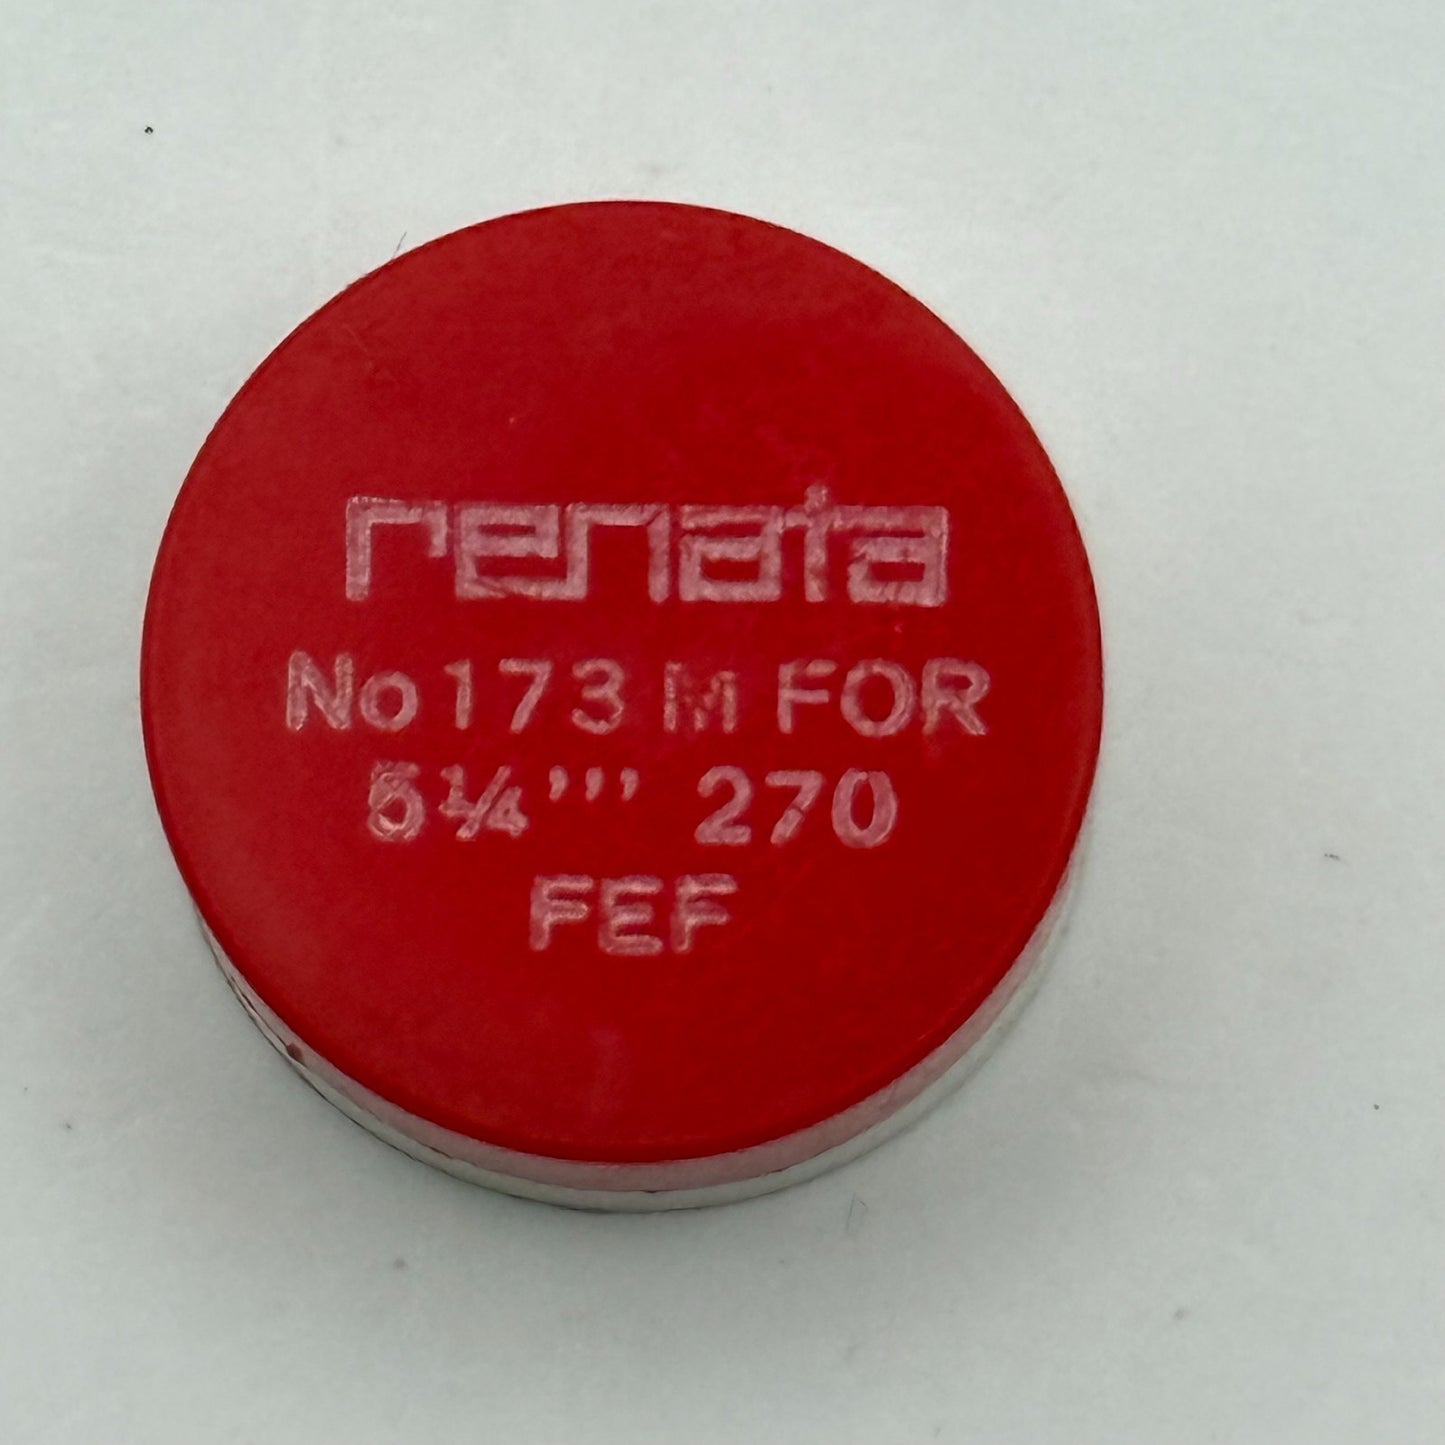 renata
No 173 M FOR
5¼''' 270
FEF